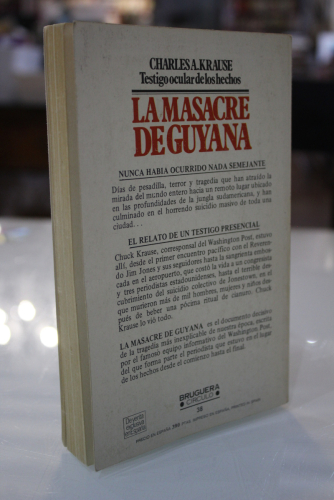 CHARLES A. KRAUSE
Testigo ocular de los hechos
LA MASACRE
DE GUYANA
NUNCA HABIA OCURRIDO NADA SEMEJANTE
Días de pesadilla, terror y tragedia que han atraído la
mirada del mundo entero hacia un remoto lugar ubicado
en las profundidades de la jungla sudamericana, y han
culminado en el horrendo suicidio masivo de toda una
ciudad...
EL RELATO DE UN TESTIGO PRESENCIAL
Chuck Krause, corresponsal del Washington Post, estuvo
allí, desde el primer encuentro pacífico con el Reveren-
do Jim Jones y sus seguidores hasta la sangrienta embos-
cada en el aeropuerto, que costó la vida a un congresista
y tres periodistas estadounidenses, hasta el terrible des-
cubrimiento del suicidio colectivo de Jonestown, en el
que murieron más de mil hombres, mujeres y niños des-
pués de beber una pócima ritual de cianuro. Chuck
Krause lo vió todo.
LA MASACRE DE GUYANA es el documento decisivo
de la tragedia más inexplicable de nuestra época, escrita
por el famoso equipo informativo del Washington Post,
del que forma parte el periodista que estuvo en el lugar
de los hechos desde el comienzo hasta el final.
BRUGUERA
CIRCULO
38